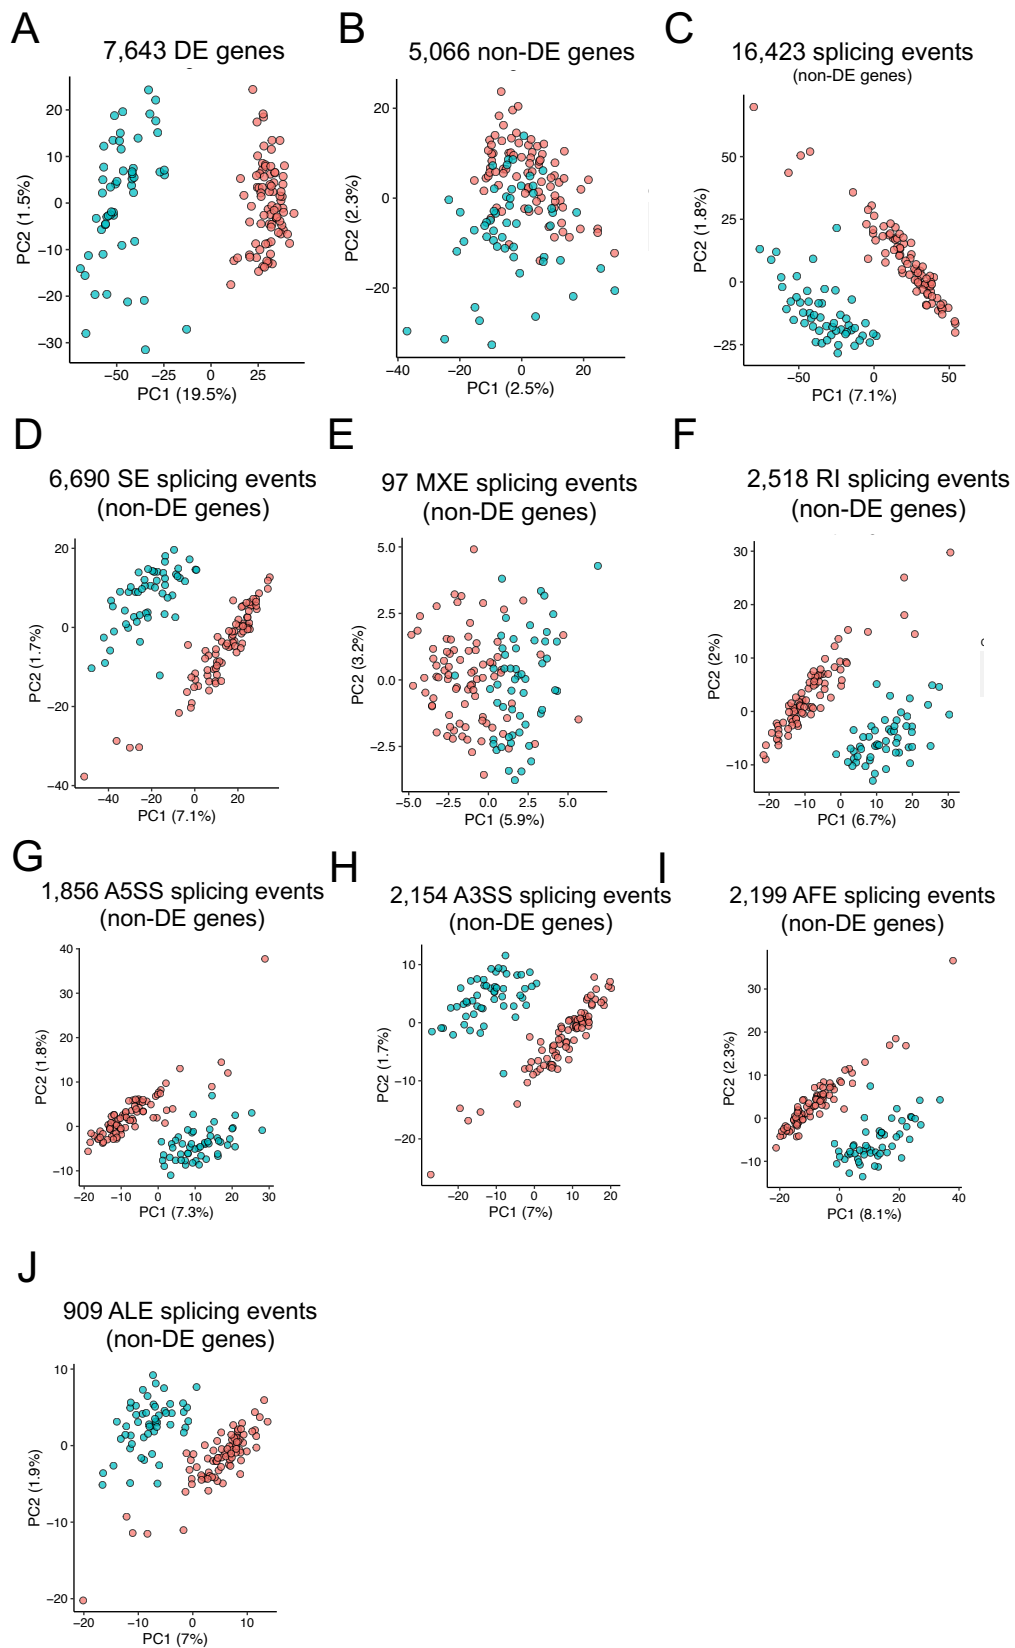 A
7,643 DE genes
20
10
0
−10
−20
−30
PC2 (1.5%)
−50
−25
0
25
PC1 (19.5%)
B
5,066 non-DE genes
20
0
−20
PC2 (2.3%)
−40
−20
0
20
PC1 (2.5%)
C
16,423 splicing events
(non-DE genes)
50
25
0
−25
PC2 (1.8%)
−50
0
50
PC1 (7.1%)
D
6,690 SE splicing events
(non-DE genes)
20
0
−20
−40
PC2 (1.7%)
−40
−20
0
20
PC1 (7.1%)
E
97 MXE splicing events
(non-DE genes)
5.0
2.5
0.0
−2.5
PC2 (3.2%)
−5.0
−2.5
0.0
2.5
5.0
PC1 (5.9%)
F
2,518 RI splicing events
(non-DE genes)
30
20
10
0
−10
PC2 (2%)
−20
−10
0
10
20
30
PC1 (6.7%)
G
1,856 A5SS splicing events
(non-DE genes)
40
30
20
10
0
−10
PC2 (1.8%)
−20
−10
0
10
20
30
PC1 (7.3%)
H
2,154 A3SS splicing events
(non-DE genes)
10
0
−10
−20
PC2 (1.7%)
−20
−10
0
10
20
PC1 (7%)
I
2,199 AFE splicing events
(non-DE genes)
30
20
10
0
−10
PC2 (2.3%)
−20
0
20
40
PC1 (8.1%)
J
909 ALE splicing events
(non-DE genes)
10
0
−10
−20
PC2 (1.9%)
−20
−10
0
10
PC1 (7%)